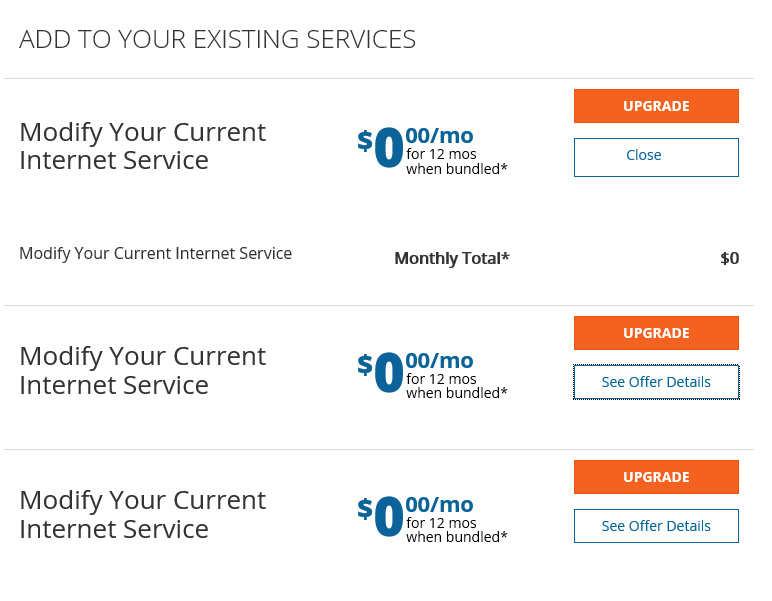 ADD TO YOUR EXISTING SERVICES
Modify Your Current
Internet Service
$0 00/mo
for 12 mos
when bundled*
UPGRADE
Close
Modify Your Current Internet Service
Monthly Total*
$0
Modify Your Current
Internet Service
$0 00/mo
for 12 mos
when bundled*
UPGRADE
See Offer Details
Modify Your Current
Internet Service
$0 00/mo
for 12 mos
when bundled*
UPGRADE
See Offer Details